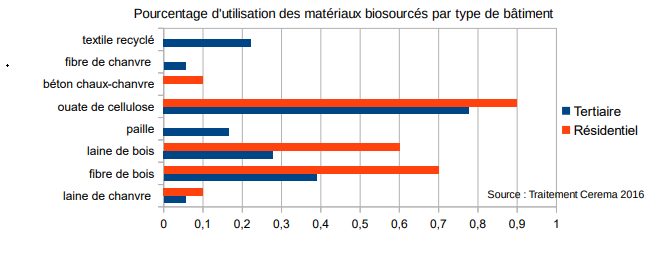 Pourcentage d'utilisation des matériaux biosourcés par type de bâtiment
textile recyclé
fibre de chanvre
béton chaux-chanvre
ouate de cellulose
paille
laine de bois
fibre de bois
laine de chanvre
Tertiaire
Résidentiel
Source : Traitement Cerema 2016
0 0,1 0,2 0,3 0,4 0,5 0,6 0,7 0,8 0,9 1